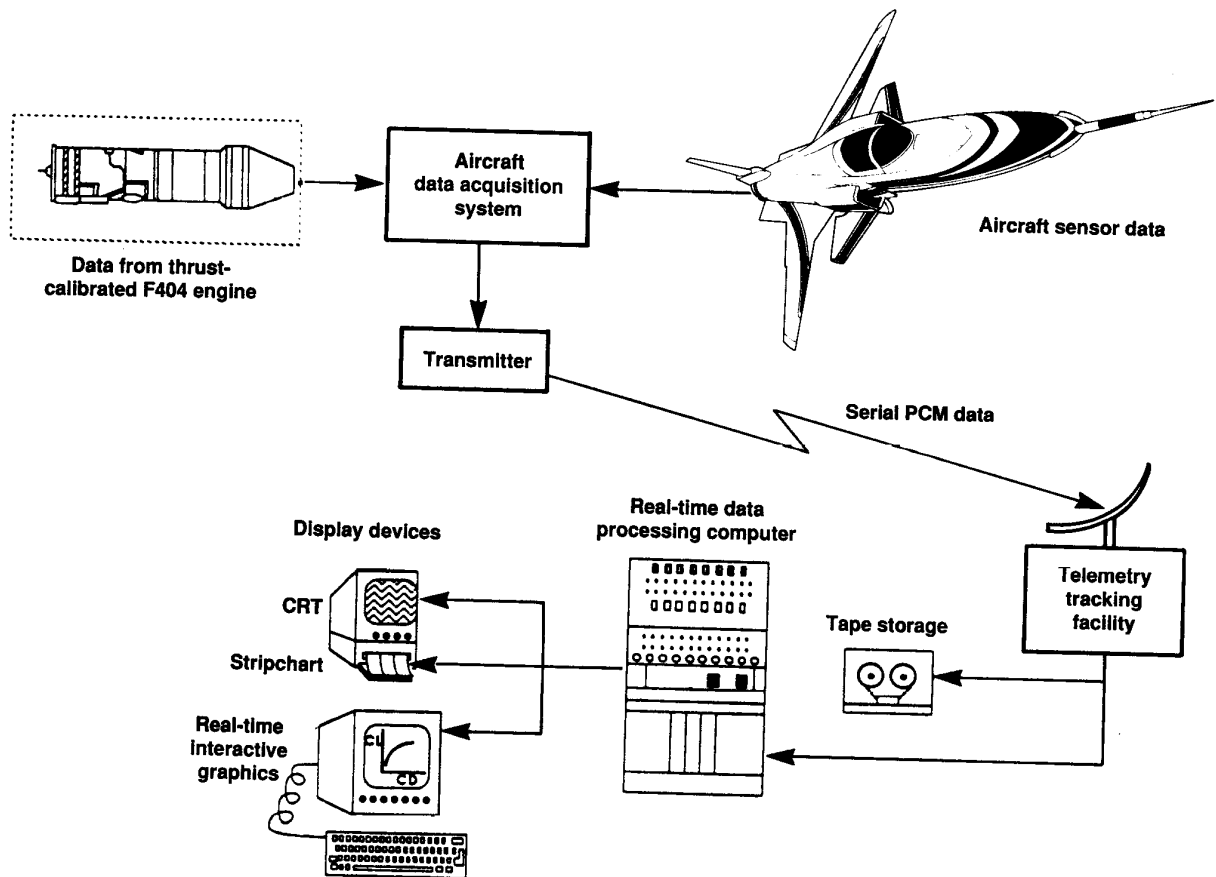 Aircraft
data acquisition
system
Aircraft sensor data
Data from thrust-
calibrated F404 engine
Transmitter
Serial PCM data
Real-time data
processing computer
Display devices
CRT
Stripchart
Tape storage
Telemetry
tracking
facility
Real-time
interactive
graphics
CL
CD